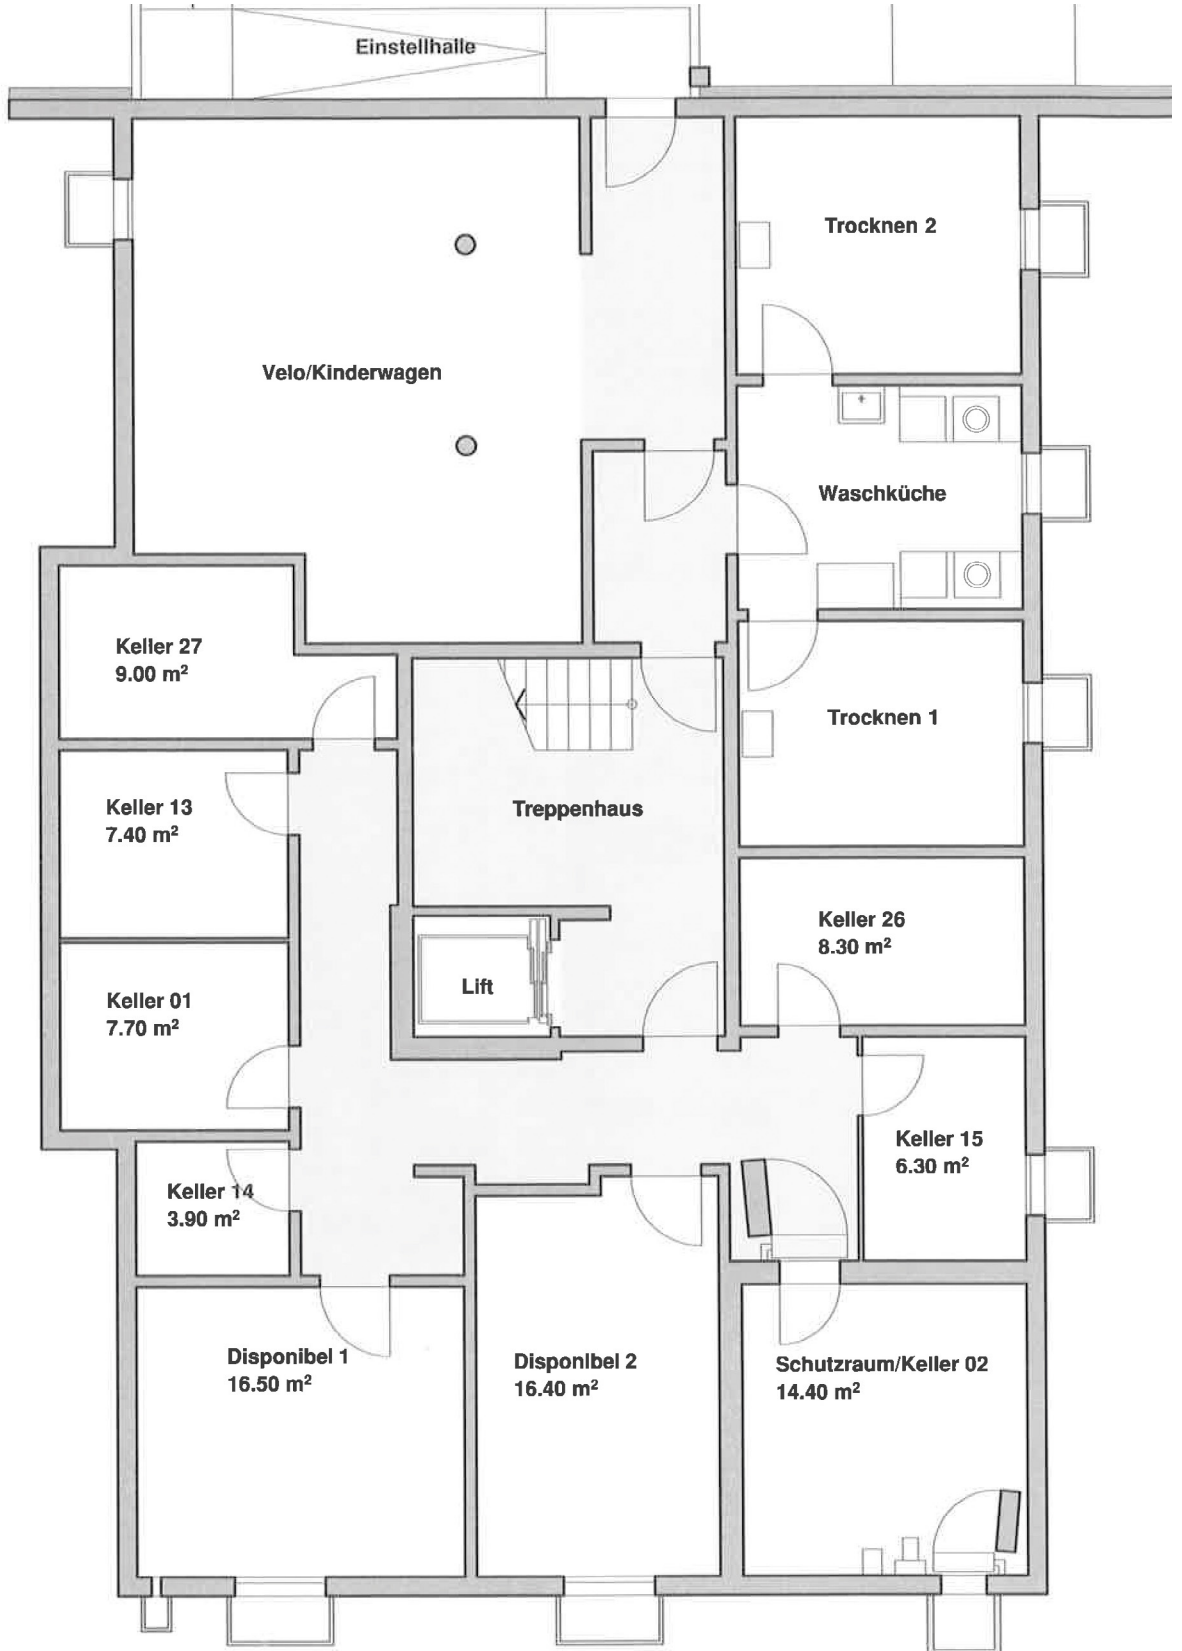 Einstellhalle
Trocknen 2
Velo/Kinderwagen
Waschküche
Keller 27
9.00 m²
Trocknen 1
Keller 13
7.40 m²
Treppenhaus
Keller 26
8.30 m²
Lift
Keller 01
7.70 m²
Keller 15
6.30 m²
Keller 14
3.90 m²
Disponibel 1
16.50 m²
Disponibel 2
16.40 m²
Schutzraum/Keller 02
14.40 m²